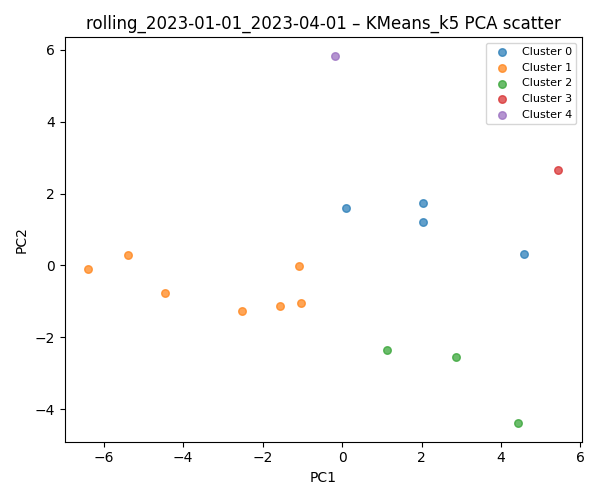 rolling_2023-01-01_2023-04-01 – KMeans_k5 PCA scatter
Cluster 0
Cluster 1
Cluster 2
Cluster 3
Cluster 4
PC2
6
4
2
0
−2
−4
−6
−4
−2
0
2
4
6
PC1